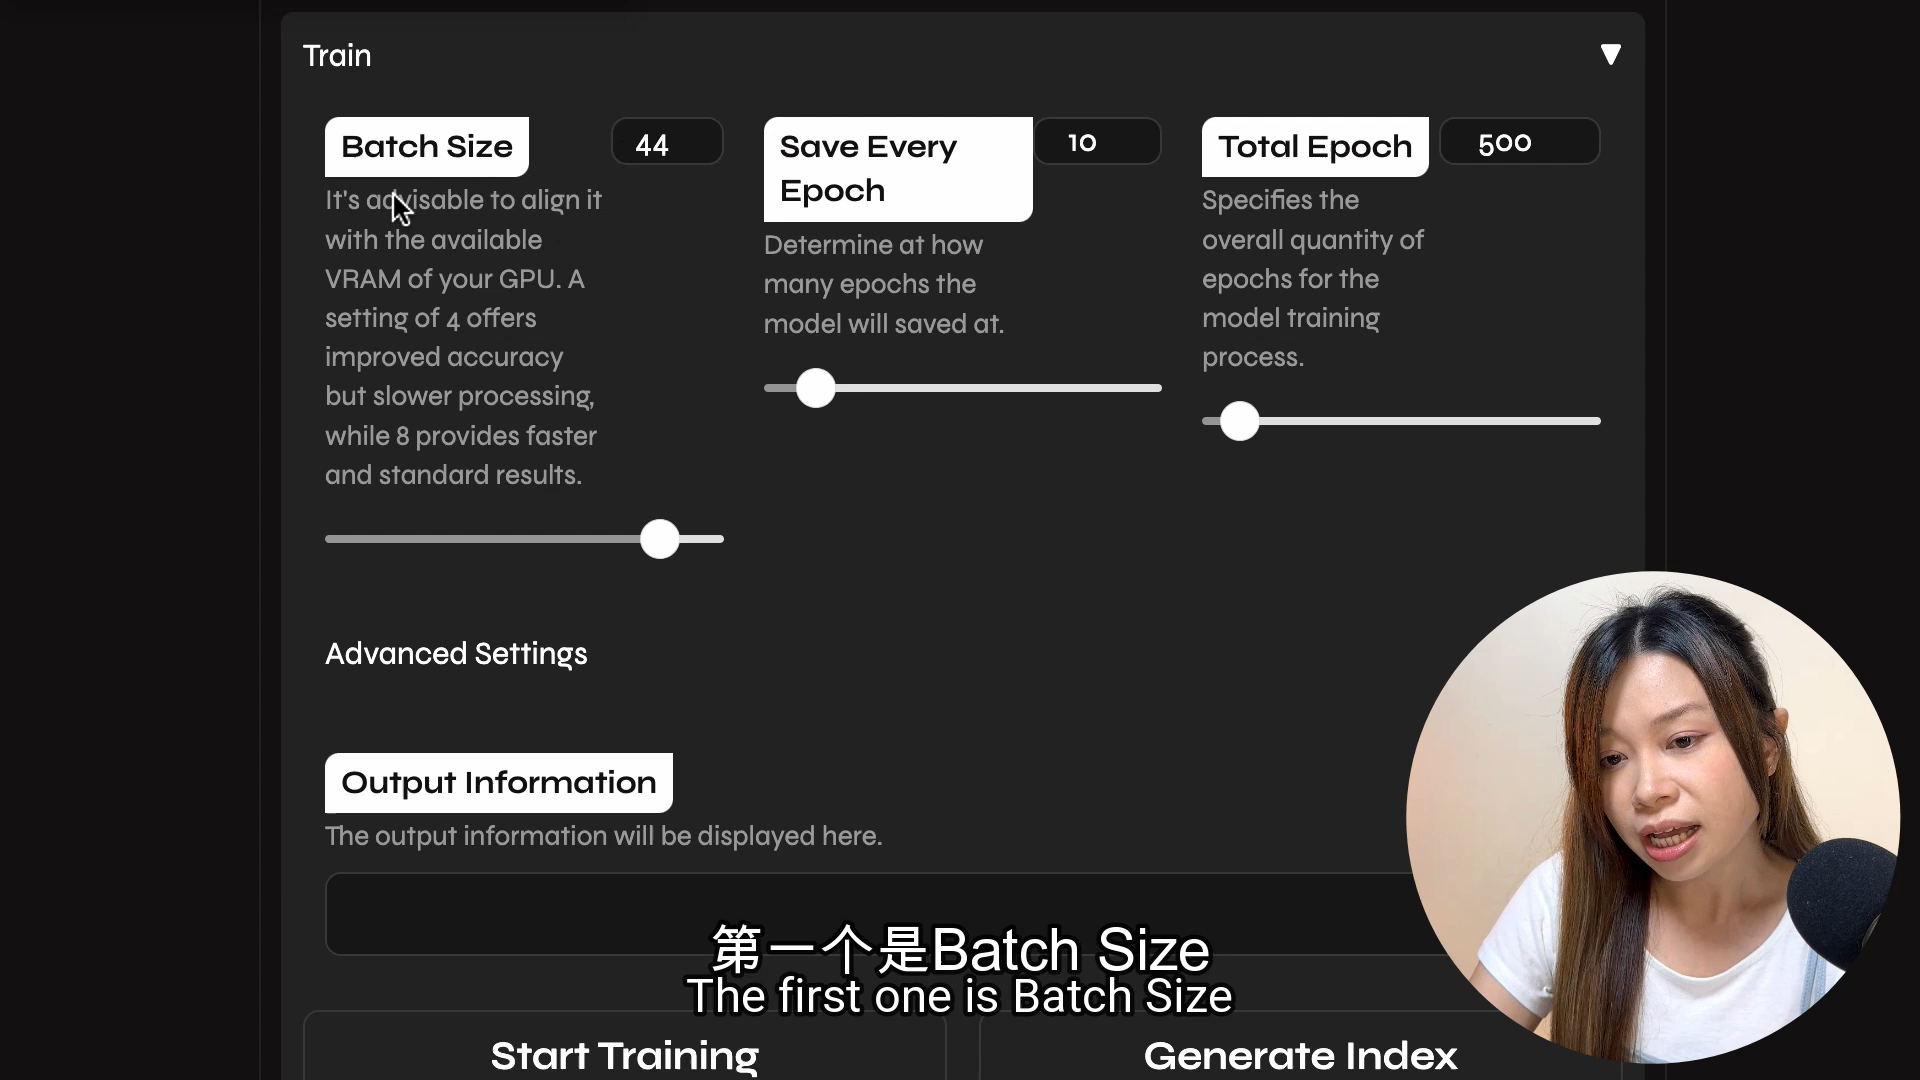 Train
Batch Size
44
It's advisable to align it
with the available
VRAM of your GPU. A
setting of 4 offers
improved accuracy
but slower processing,
while 8 provides faster
and standard results.
Save Every
Epoch
10
Determine at how
many epochs the
model will saved at.
Total Epoch
500
Specifies the
overall quantity of
epochs for the
model training
process.
Advanced Settings
Output Information
The output information will be displayed here.
第一个是Batch Size
The first one is Batch Size
Start Training
Generate Index